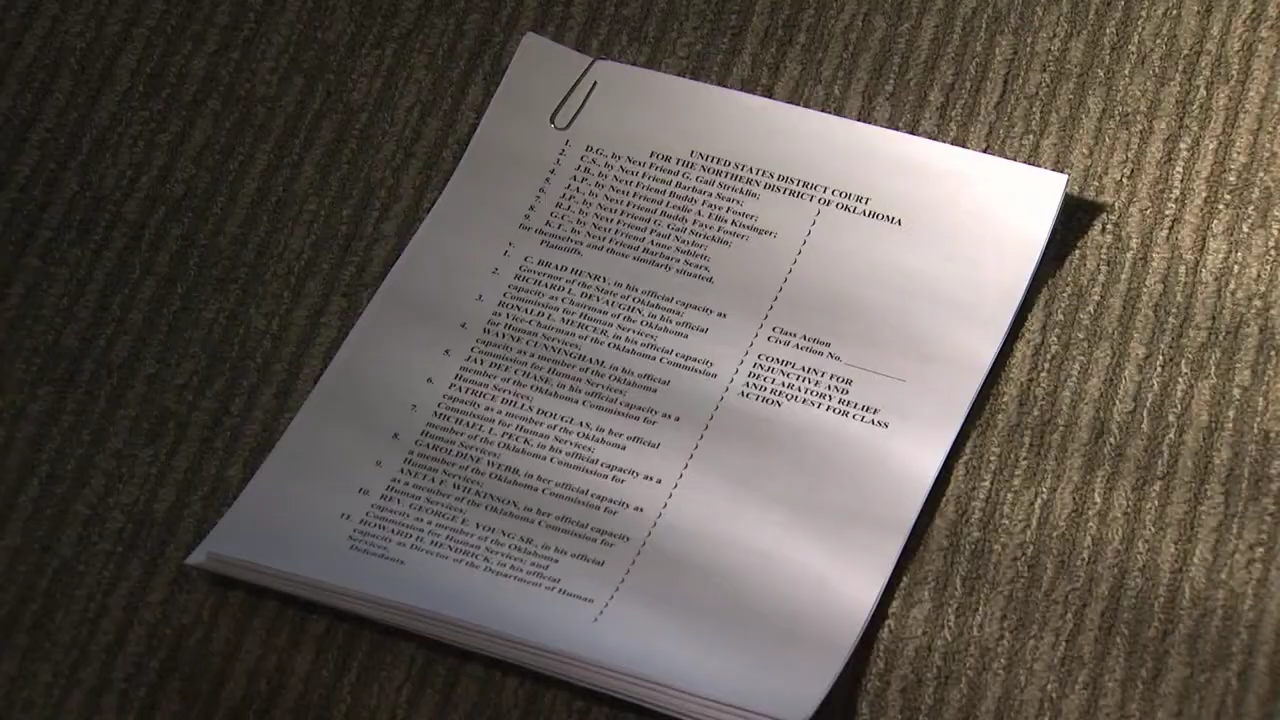 UNITED STATES DISTRICT COURT
FOR THE NORTHERN DISTRICT OF OKLAHOMA
1. D.G., by Next Friend G. Gail Stricklin;
2. C.S., by Next Friend Barbara Sears;
3. J.B., by Next Friend Buddy Faye Foster;
4. A.P., by Next Friend Leslie A. Ellis Kissinger;
5. J.A., by Next Friend Buddy Faye Foster;
6. J.P., by Next Friend G. Gail Stricklin;
7. R.J., by Next Friend Paul Naylor;
8. G.C., by Next Friend Anne Sublett;
9. K.T., by Next Friend Barbara Sears,
for themselves and those similarly situated,
Plaintiffs.
v.
1. C. BRAD HENRY, in his official capacity as
Governor of the State of Oklahoma;
2. RICHARD L. DEVAUGHN, in his official
capacity as Chairman of the Oklahoma
Commission for Human Services;
3. RONALD L. MERCER, in his official capacity
as Vice-Chairman of the Oklahoma Commission
for Human Services;
4. WAYNE CUNNINGHAM, in his official
capacity as a member of the Oklahoma
Commission for Human Services;
5. JAY DEE CHASE, in his official capacity as a
member of the Oklahoma Commission for
Human Services;
6. PATRICE DILLS DOUGLAS, in her official
capacity as a member of the Oklahoma
Commission for Human Services;
7. MICHAEL L. PECK, in his official capacity as a
member of the Oklahoma Commission for
Human Services;
8. GAROLDINE WEBB, in her official capacity as
a member of the Oklahoma Commission for
Human Services;
9. ANETA F. WILKINSON, in her official capacity
as a member of the Oklahoma Commission for
Human Services;
10. REV. GEORGE E. YOUNG SR., in his official
capacity as a member of the Oklahoma
Commission for Human Services; and
11. HOWARD H. HENDRICK, in his official
capacity as Director of the Department of Human
Services,
Defendants.
Class Action
Civil Action No.
COMPLAINT FOR
INJUNCTIVE AND
DECLARATORY RELIEF
AND REQUEST FOR CLASS
ACTION